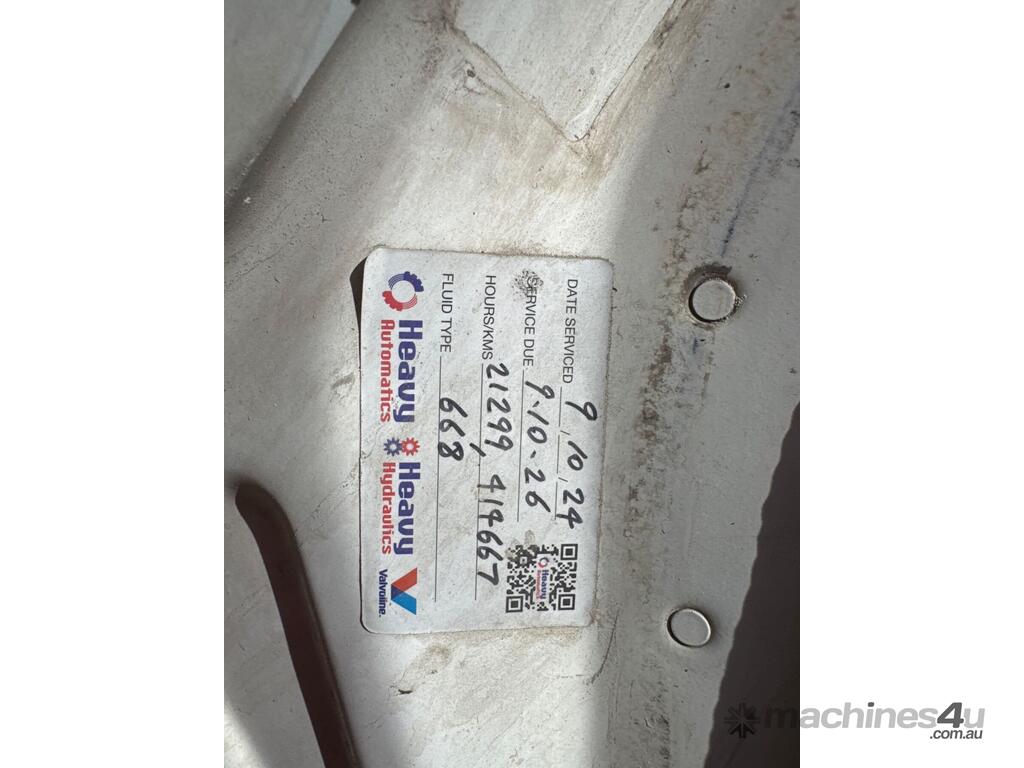 DATE SERVICED 9 / 10 / 24
SERVICE DUE 9.10.26
HOURS/KMS 21299, 414667
FLUID TYPE 668
Heavy Automatics Heavy Hydraulics Valvoline.
Heavy Automatics
machines4u
.com.au